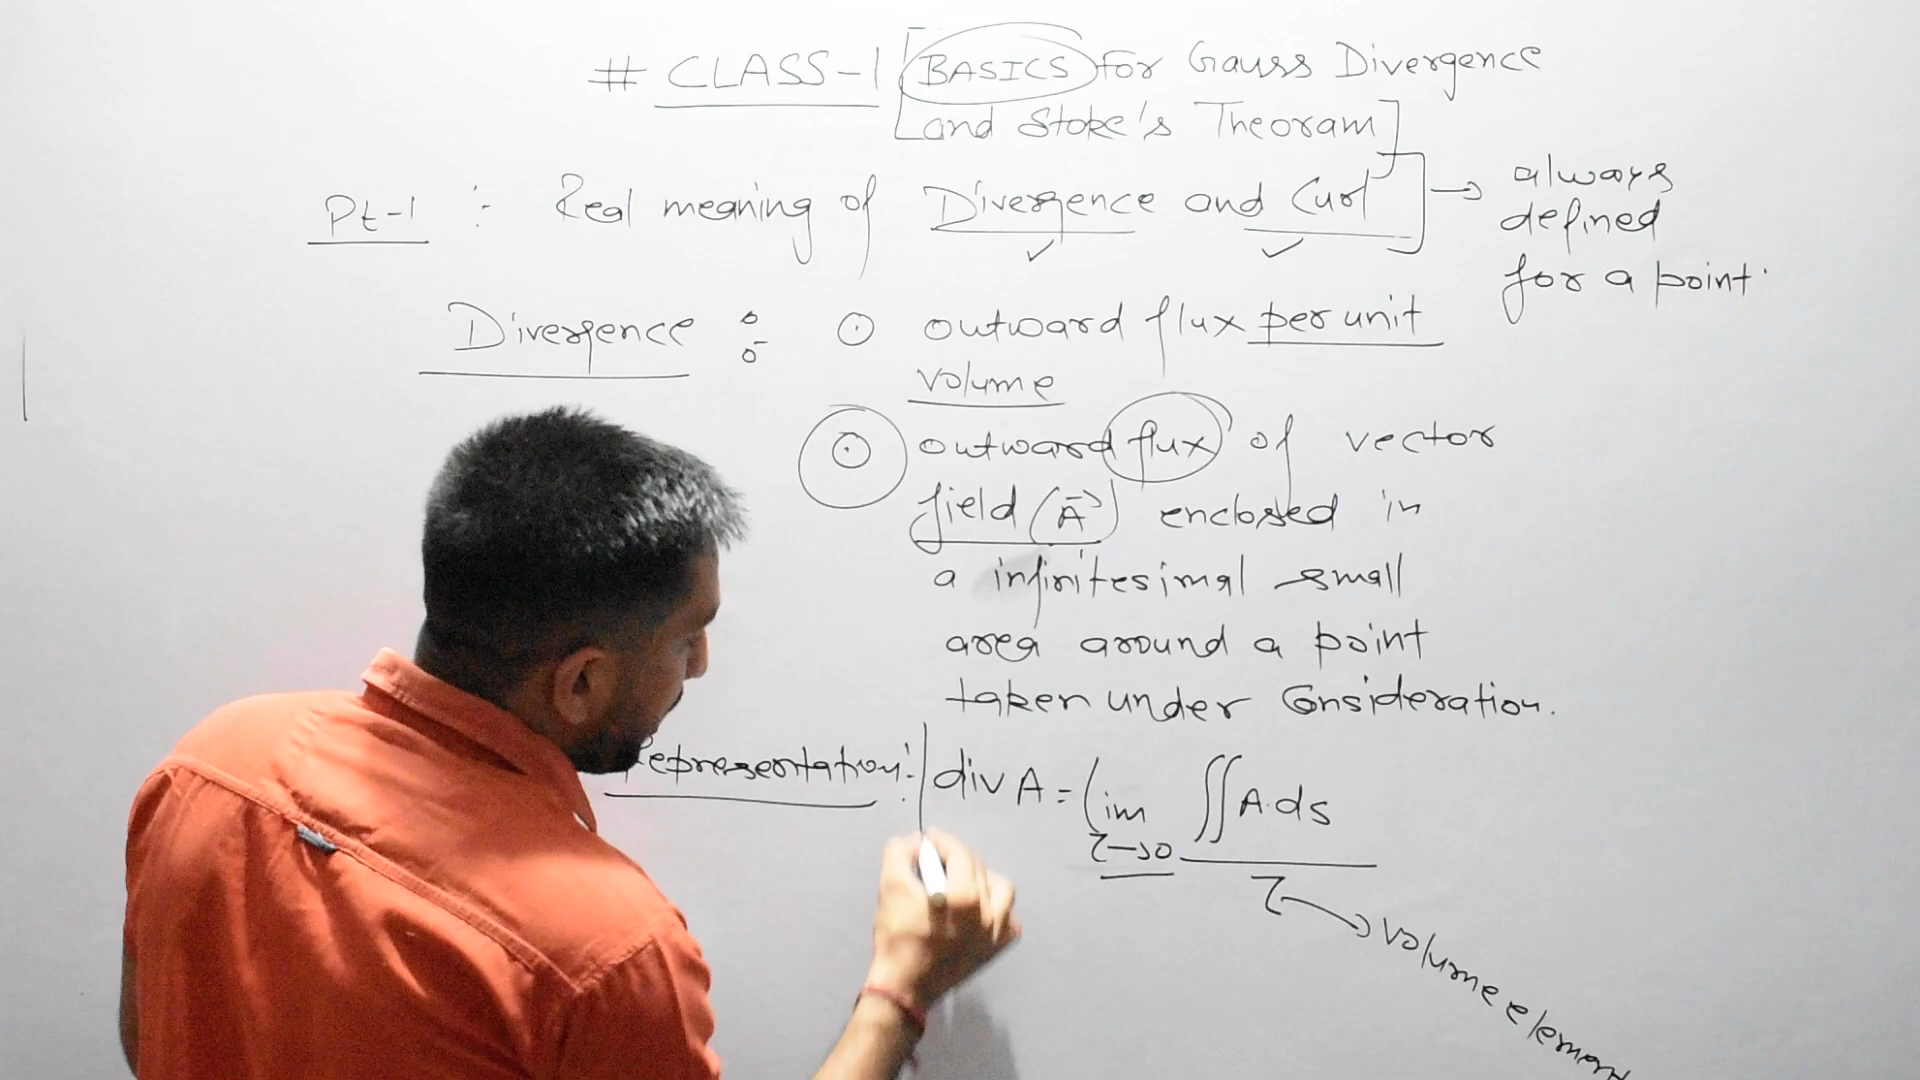 # CLASS-1 [BASICS for Gauss Divergence
and Stoke's Theoram]
Pt-1 : Real meaning of Divergence and Curl → always
defined
for a point.
Divergence : ⊙ outward flux per unit
volume
⊙ outward flux of vector
field (A⃗) enclosed in
a infinitesimal small
area around a point
taken under Consideration.
Representation: div A = lim τ→0 ∬A.ds / τ → volume element